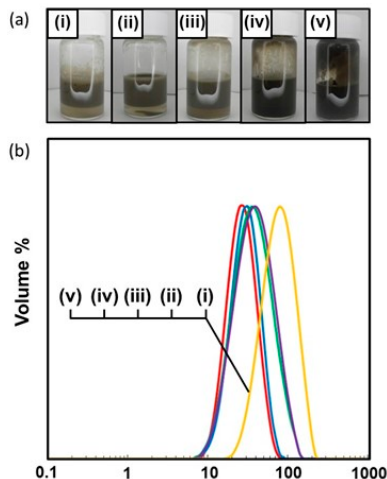 (a)
(i) (ii) (iii) (iv) (v)
(b)
Volume %
(v) (iv) (iii) (ii) (i)
0.1 1 10 100 1000